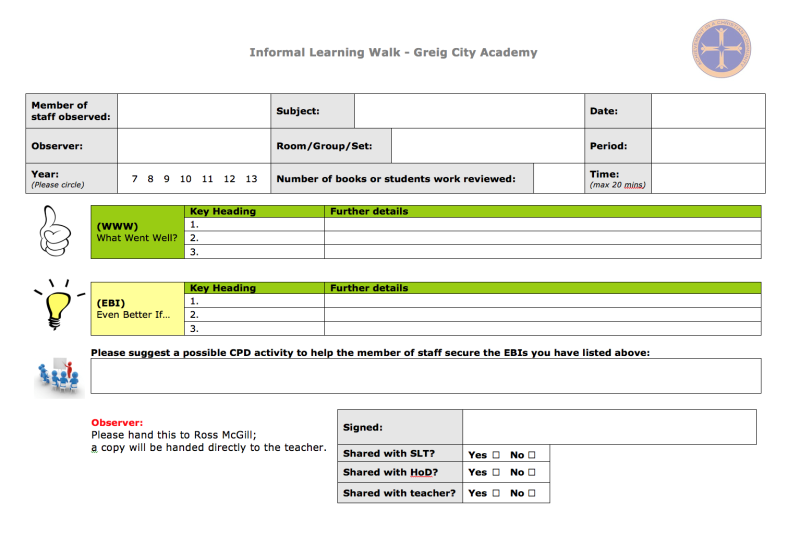 Informal Learning Walk - Greig City Academy
Member of
staff observed:
Subject:
Date:
Observer:
Room/Group/Set:
Period:
Year:
(Please circle)
7 8 9 10 11 12 13
Number of books or students work reviewed:
Time:
(max 20 mins)
(WWW)
What Went Well?
Key Heading
Further details
1.
2.
3.
(EBI)
Even Better If...
Key Heading
Further details
1.
2.
3.
Please suggest a possible CPD activity to help the member of staff secure the EBIs you have listed above:
Observer:
Please hand this to Ross McGill;
a copy will be handed directly to the teacher.
Signed:
Shared with SLT? Yes □ No □
Shared with HoD? Yes □ No □
Shared with teacher? Yes □ No □